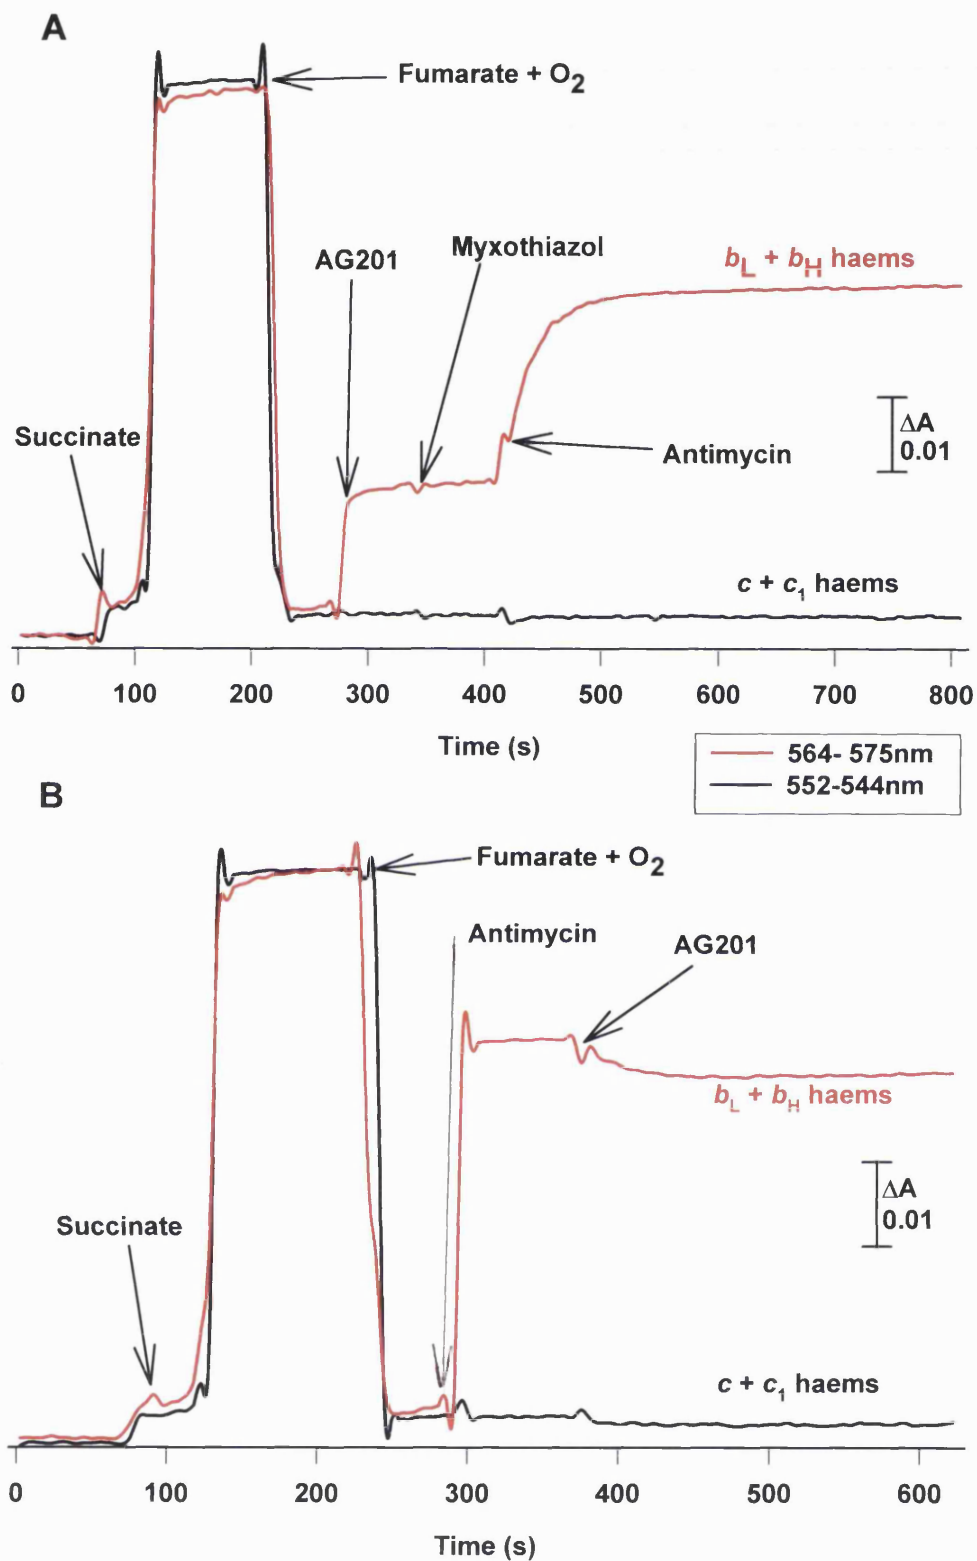 A
Fumarate + O2
AG201
Myxothiazol
bL + bH haems
Succinate
ΔA
0.01
Antimycin
c + c1 haems
0 100 200 300 400 500 600 700 800
Time (s)
564- 575nm
552-544nm
B
Fumarate + O2
Antimycin
AG201
bL + bH haems
ΔA
0.01
Succinate
c + c1 haems
0 100 200 300 400 500 600
Time (s)